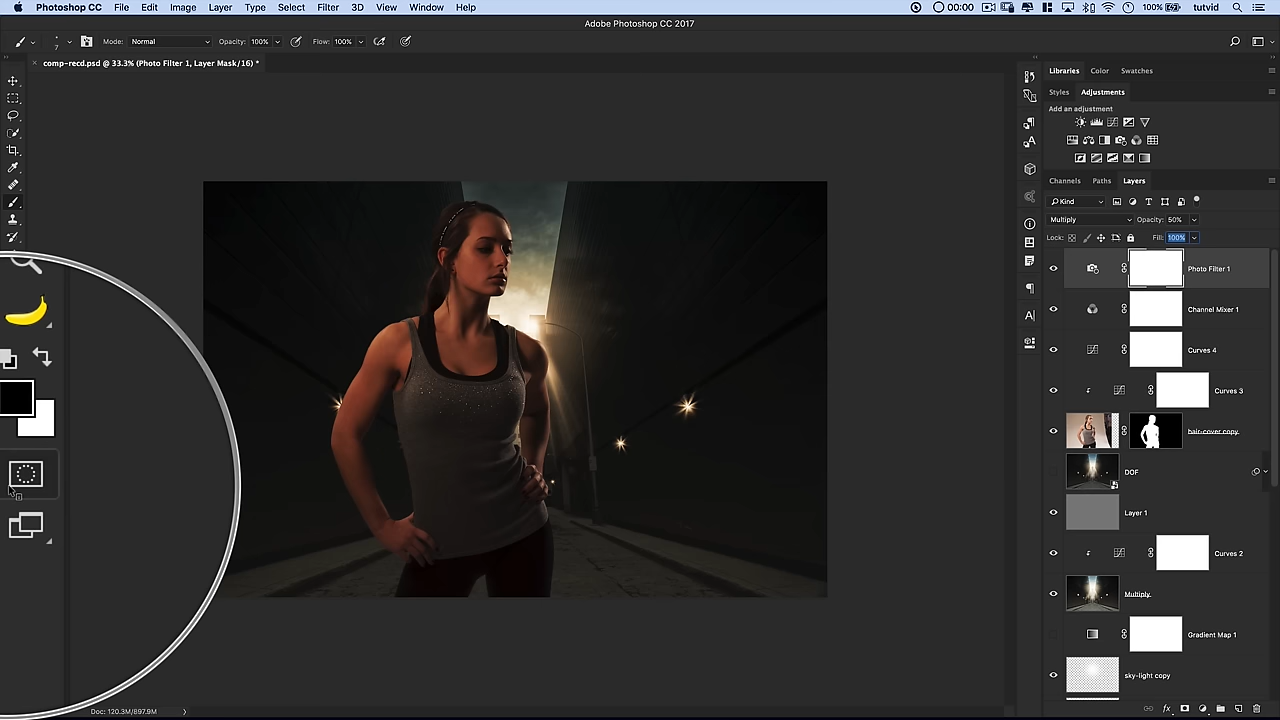 Photoshop CC File Edit Image Layer Type Select Filter 3D View Window Help 00:00 100% tutvid
Adobe Photoshop CC 2017
7 Mode: Normal Opacity: 100% Flow: 100%
× comp-recd.psd @ 33.3% (Photo Filter 1, Layer Mask/16) *
Libraries Color Swatches
Styles Adjustments
Add an adjustment
Channels Paths Layers
Kind
Multiply Opacity: 50%
Lock: Fill: 100%
Photo Filter 1
Channel Mixer 1
Curves 4
Curves 3
hair-cover copy
DOF
Layer 1
Curves 2
Multiply
Gradient Map 1
sky-light copy
Doc: 120.3M/897.9M
fx